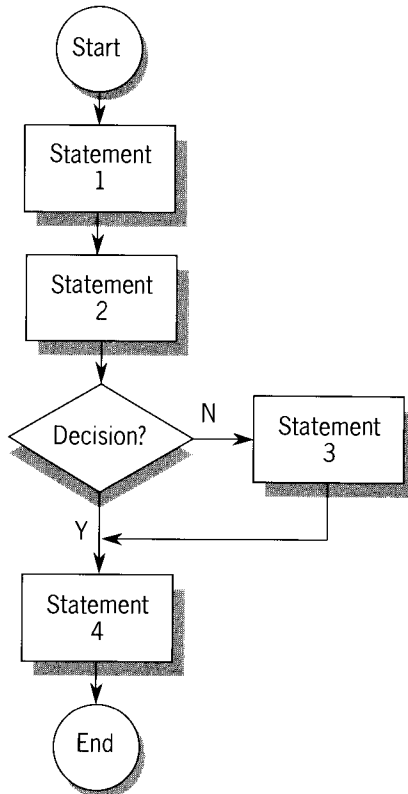 Start
Statement
1
Statement
2
Decision?
N
Statement
3
Y
Statement
4
End